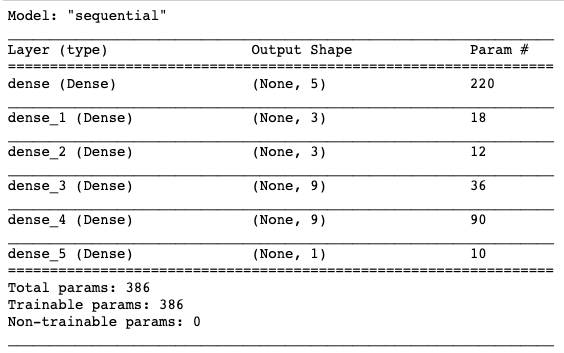 Model: "sequential"
Layer (type) Output Shape Param #
dense (Dense) (None, 5) 220
dense_1 (Dense) (None, 3) 18
dense_2 (Dense) (None, 3) 12
dense_3 (Dense) (None, 9) 36
dense_4 (Dense) (None, 9) 90
dense_5 (Dense) (None, 1) 10
Total params: 386
Trainable params: 386
Non-trainable params: 0